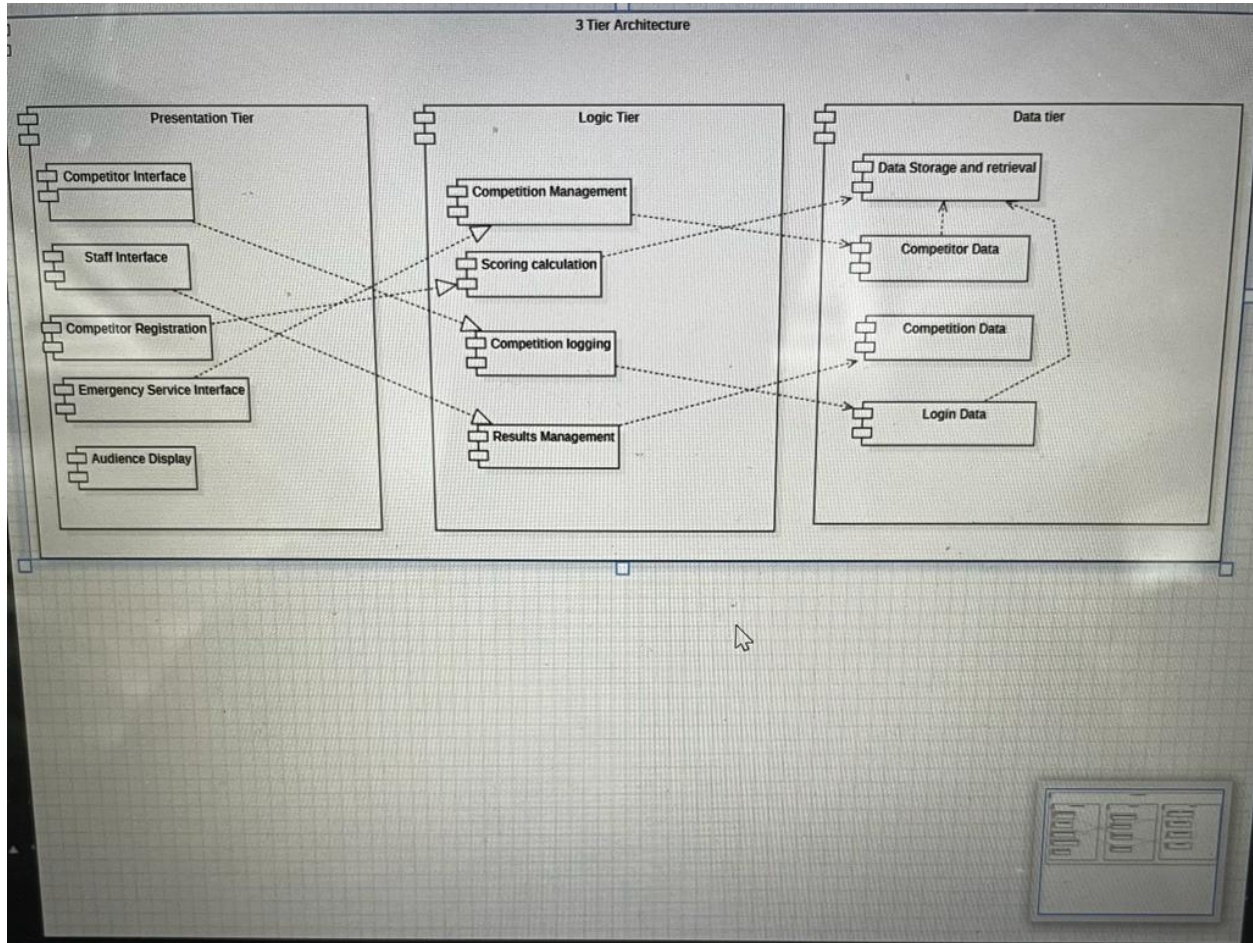 3 Tier Architecture
Presentation Tier
Competitor Interface
Staff Interface
Competitor Registration
Emergency Service Interface
Audience Display
Logic Tier
Competition Management
Scoring calculation
Competition logging
Results Management
Data tier
Data Storage and retrieval
Competitor Data
Competition Data
Login Data